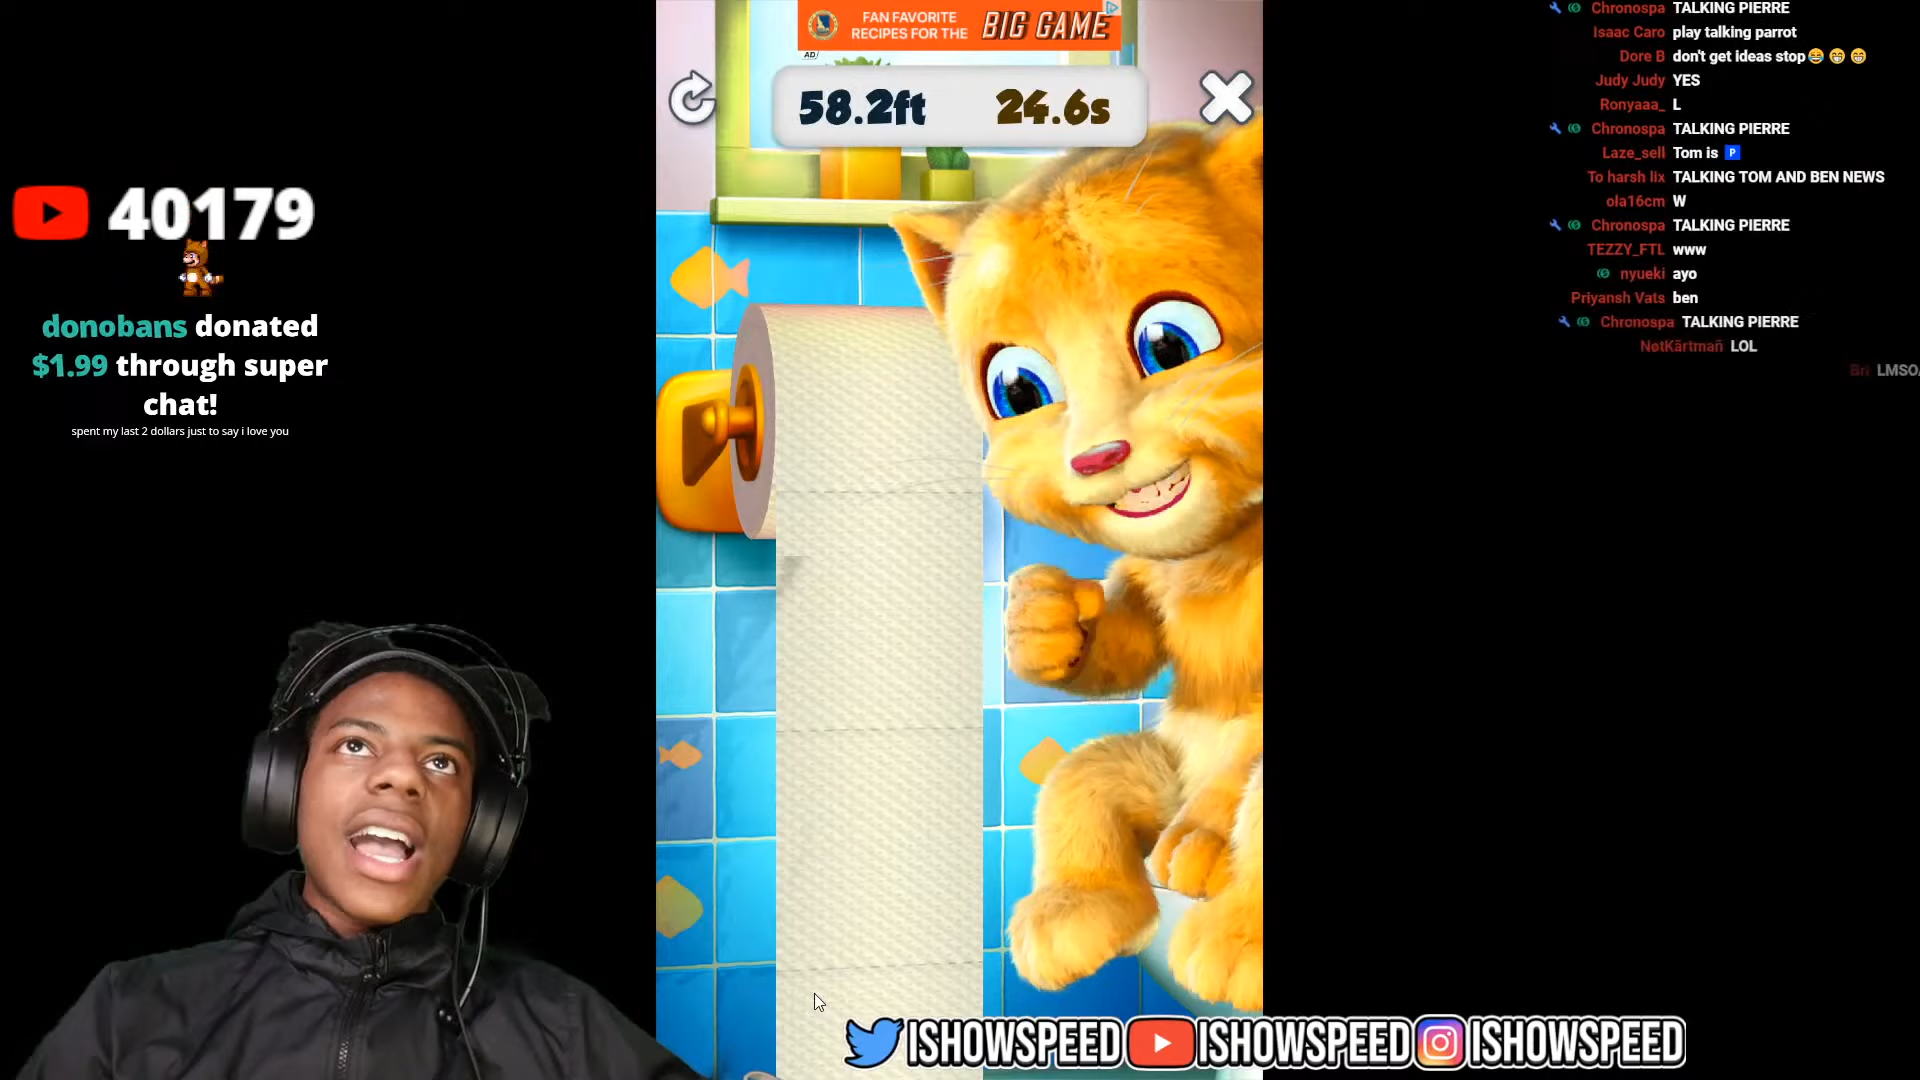 FAN FAVORITE
RECIPES FOR THE
BIG GAME
AD
58.2ft
24.6s
40179
donobans donated
$1.99 through super
chat!
spent my last 2 dollars just to say i love you
Chronospa TALKING PIERRE
Isaac Caro play talking parrot
Dore B don't get ideas stop😂😁😁
Judy Judy YES
Ronyaaa_ L
Chronospa TALKING PIERRE
Laze_sell Tom is 🅿
To harsh lix TALKING TOM AND BEN NEWS
ola16cm W
Chronospa TALKING PIERRE
TEZZY_FTL www
nyueki ayo
Priyansh Vats ben
Chronospa TALKING PIERRE
NøtKãrtmañ LOL
Bri
ISHOWSPEED ISHOWSPEED ISHOWSPEED